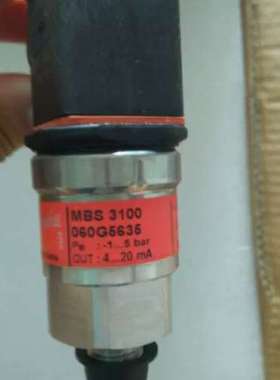 MBS 3100
060G5635
Pe : -1...5 bar
OUT : 4...20 mA